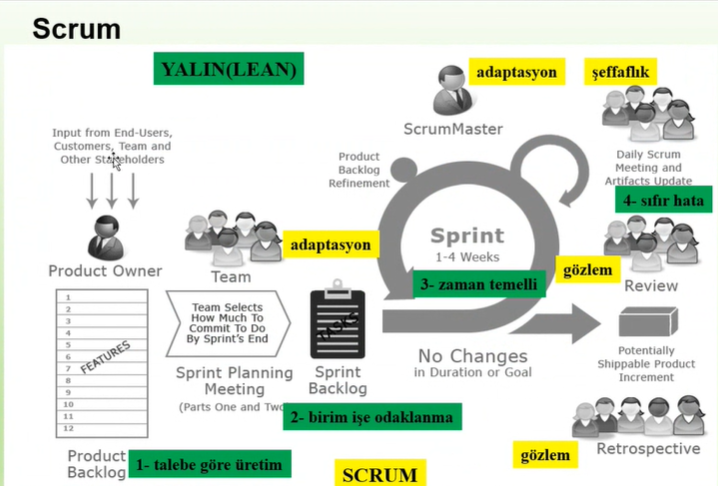 Scrum
YALIN(LEAN)
adaptasyon
şeffaflık
ScrumMaster
Input from End-Users,
Customers, Team and
Other Stakeholders
Product
Backlog
Refinement
Daily Scrum
Meeting and
Artifacts Update
4- sıfır hata
Product Owner
Team
adaptasyon
Sprint
1-4 Weeks
3- zaman temelli
gözlem
Review
1
2
3
4
5
6
7
8
9
10
11
12
FEATURES
Team Selects
How Much To
Commit To Do
By Sprint's End
TASKS
Sprint Planning
Meeting
(Parts One and Two
Sprint
Backlog
No Changes
in Duration or Goal
Potentially
Shippable Product
Increment
2- birim işe odaklanma
Product
Backlog
1- talebe göre üretim
SCRUM
gözlem
Retrospective